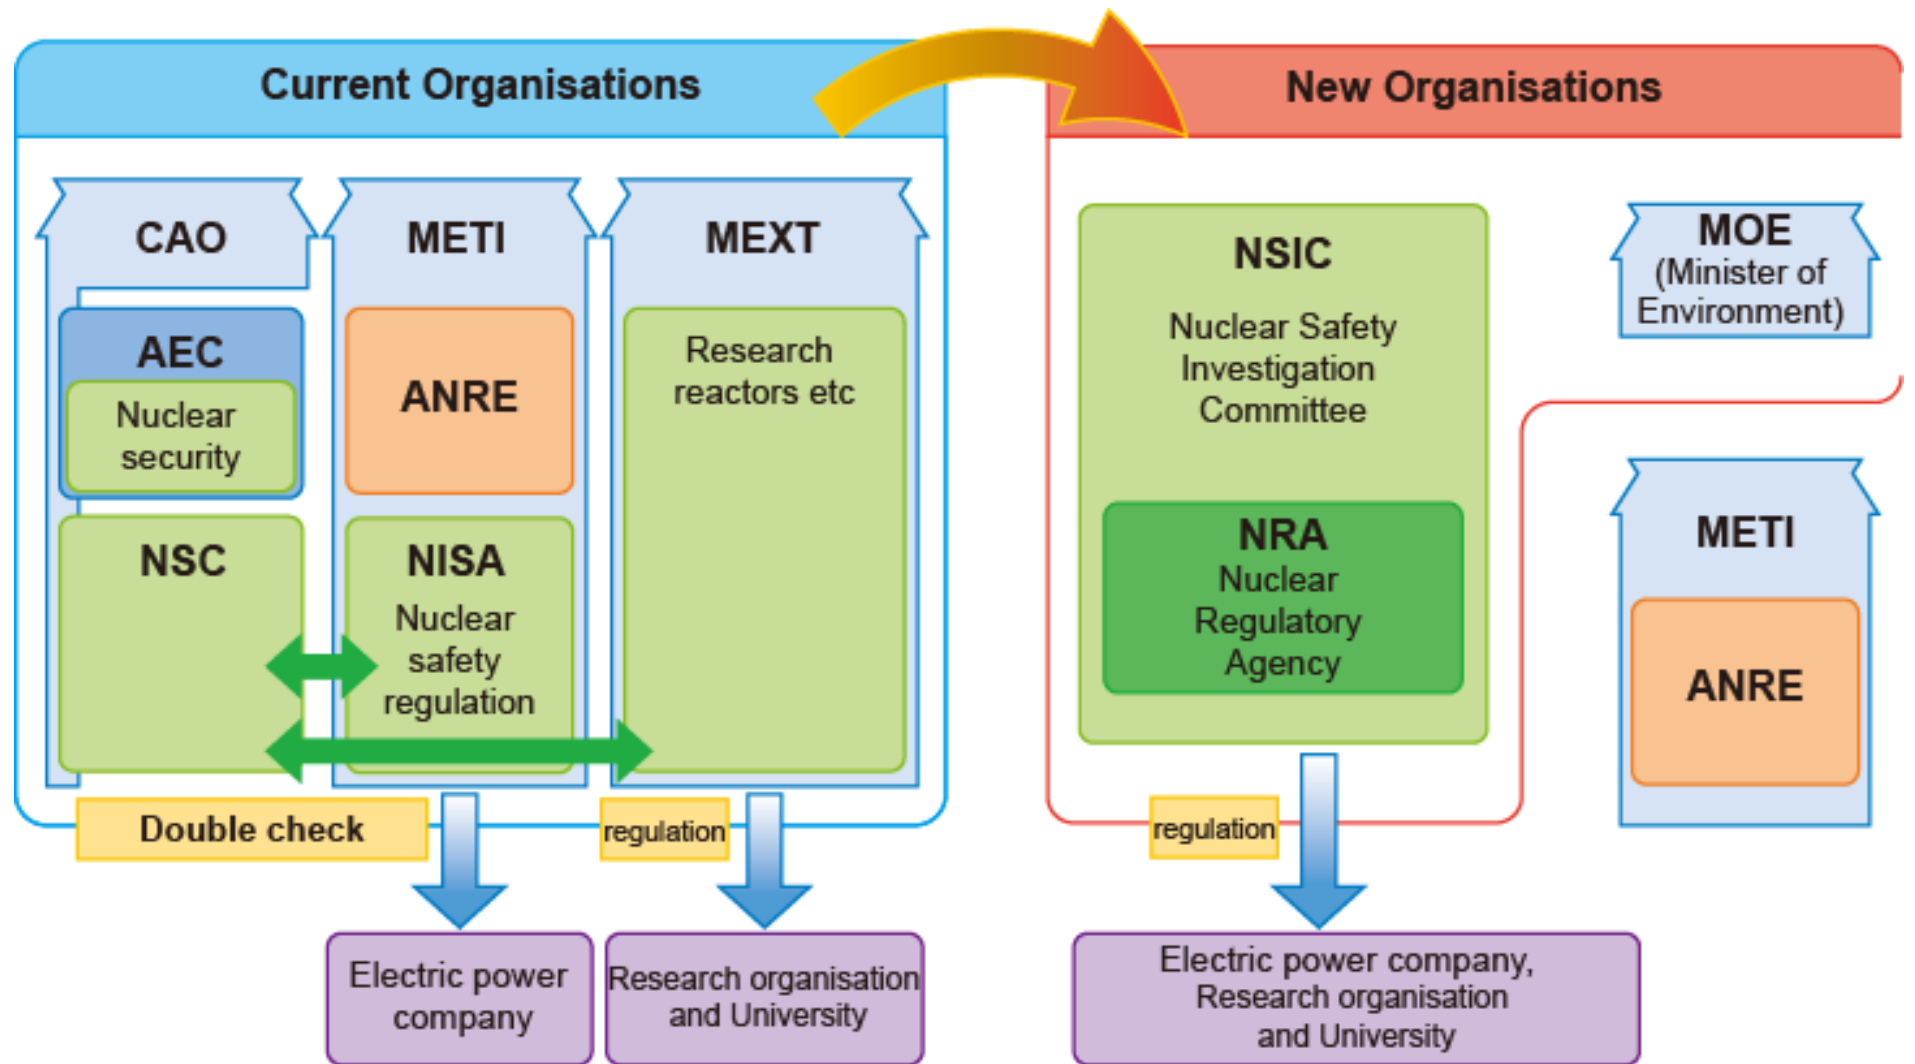 Current Organisations
New Organisations
CAO
AEC
Nuclear
security
NSC
METI
ANRE
NISA
Nuclear
safety
regulation
MEXT
Research
reactors etc
Double check
regulation
Electric power
company
Research organisation
and University
NSIC
Nuclear Safety
Investigation
Committee
NRA
Nuclear
Regulatory
Agency
MOE
(Minister of
Environment)
METI
ANRE
regulation
Electric power company,
Research organisation
and University